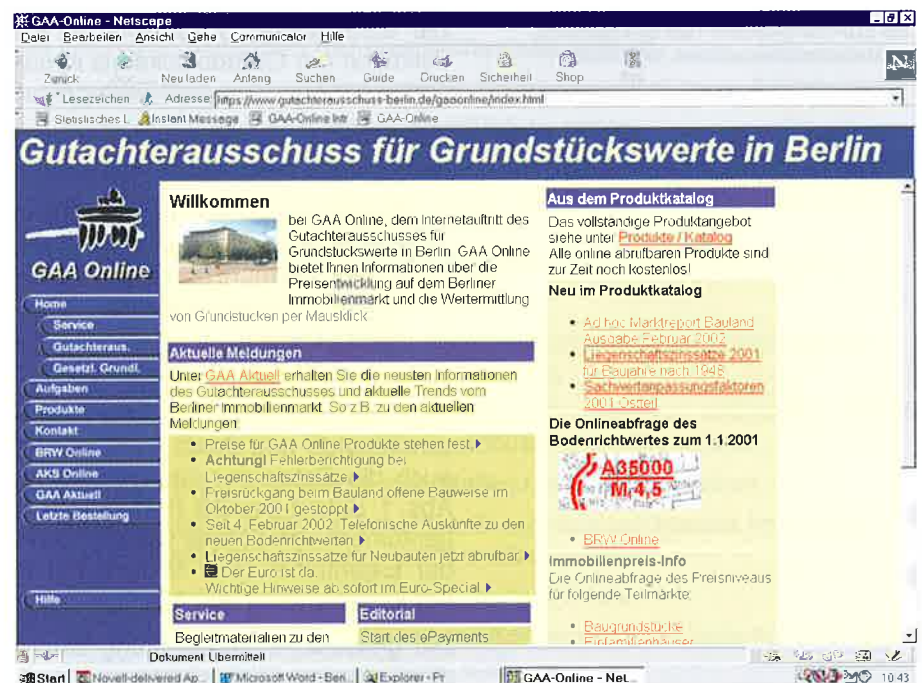 GAA-Online - Netscape
Datei Bearbeiten Ansicht Gehe Communicator Hilfe
Zurück Neu laden Anfang Suchen Guide Drucken Sicherheit Shop
Lesezeichen Adresse https://www.gutachterausschuss-berlin.de/gaaonline/index.html
Statistisches L Instant Message GAA-Online Intr GAA-Online
Gutachterausschuss für Grundstückswerte in Berlin
GAA Online
Home
Service
Gutachteraus.
Gesetzl. Grundl.
Aufgaben
Produkte
Kontakt
BRW Online
AKS Online
GAA Aktuell
Letzte Bestellung
Hilfe
Willkommen
bei GAA Online, dem Internetauftritt des
Gutachterausschusses für
Grundstückswerte in Berlin. GAA Online
bietet Ihnen Informationen über die
Preisentwicklung auf dem Berliner
Immobilienmarkt und die Wertermittlung
von Grundstücken per Mausklick.
Aktuelle Meldungen
Unter GAA Aktuell erhalten Sie die neusten Informationen
des Gutachterausschusses und aktuelle Trends vom
Berliner Immobilienmarkt. So z.B. zu den aktuellen
Meldungen:
• Preise für GAA Online Produkte stehen fest
• Achtung! Fehlerberichtigung bei
Liegenschaftszinssätze
• Preisrückgang beim Bauland offene Bauweise im
Oktober 2001 gestoppt
• Seit 4. Februar 2002: Telefonische Auskünfte zu den
neuen Bodenrichtwerten
• Liegenschaftszinssätze für Neubauten jetzt abrufbar
• Der Euro ist da.
Wichtige Hinweise ab sofort im Euro-Special
Service
Begleitmaterialien zu den
Editorial
Start des ePayments
Aus dem Produktkatalog
Das vollständige Produktangebot
siehe unter Produkte / Katalog
Alle online abrufbaren Produkte sind
zur Zeit noch kostenlos!
Neu im Produktkatalog
• Ad hoc Marktreport Bauland
Ausgabe Februar 2002
• Liegenschaftszinssätze 2001
für Baujahre nach 1948
• Sachwertanpassungsfaktoren
2001 Ostteil
Die Onlineabfrage des
Bodenrichtwertes zum 1.1.2001
A35000
M 4,5
• BRW Online
Immobilienpreis-Info
Die Onlineabfrage des Preisniveaus
für folgende Teilmärkte:
• Baugrundstücke
• Einfamilienhäuser
Dokument: Übermittelt
Start Novell-delivered Ap... Microsoft Word - Berl... Explorer - GAA-Online - Net... 10:43